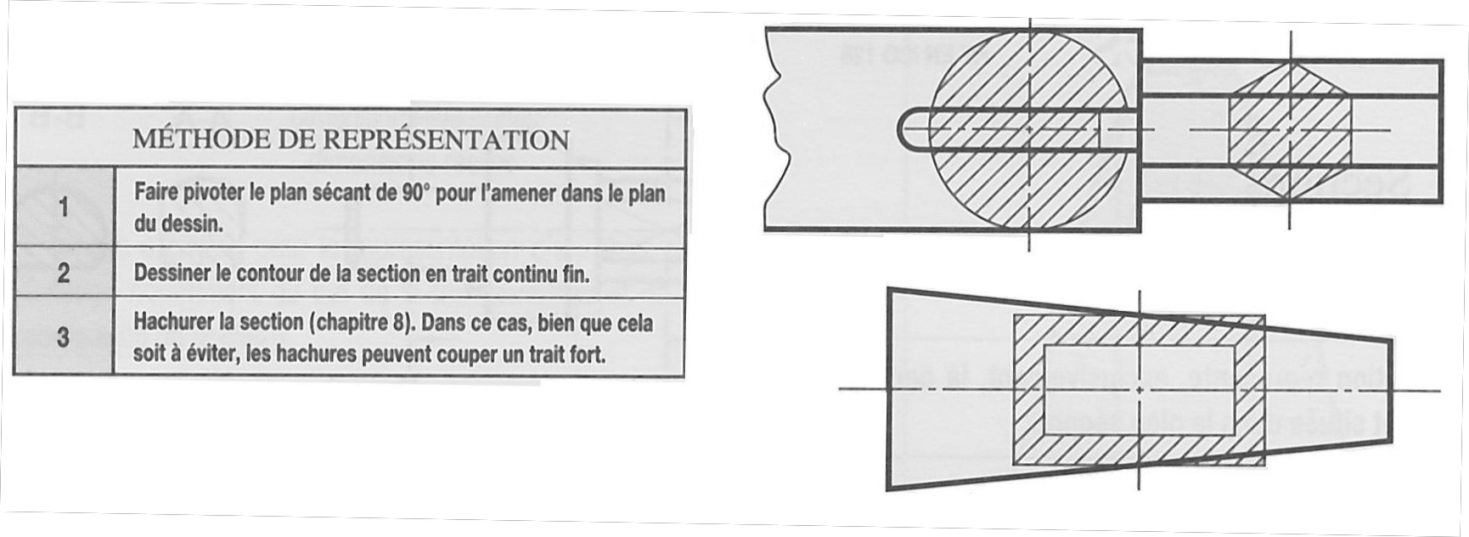 MÉTHODE DE REPRÉSENTATION
1
Faire pivoter le plan sécant de 90° pour l'amener dans le plan
du dessin.
2
Dessiner le contour de la section en trait continu fin.
3
Hachurer la section (chapitre 8). Dans ce cas, bien que cela
soit à éviter, les hachures peuvent couper un trait fort.